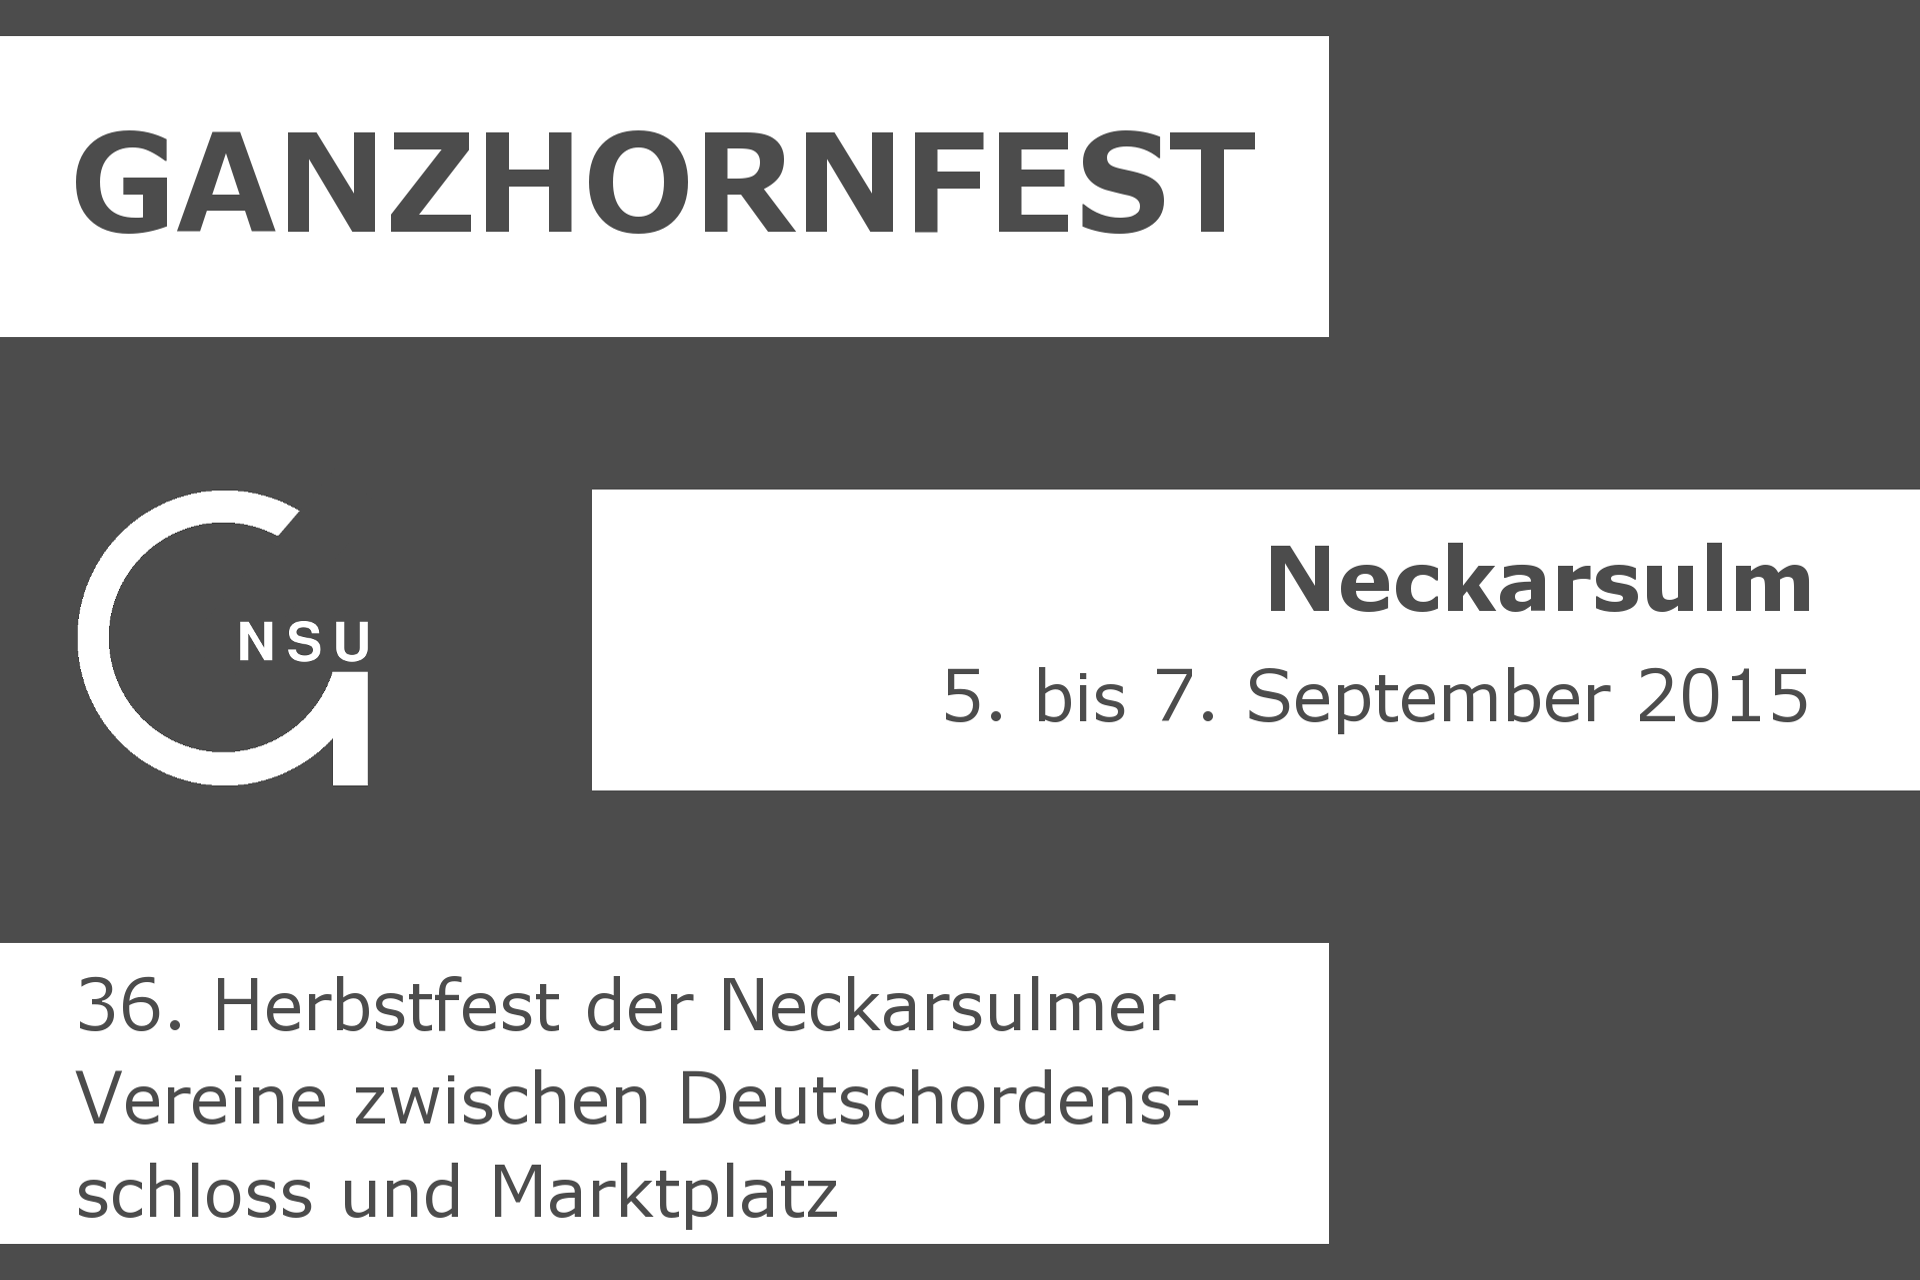 GANZHORNFEST
NSU
Neckarsulm
5. bis 7. September 2015
36. Herbstfest der Neckarsulmer
Vereine zwischen Deutschordens-
schloss und Marktplatz